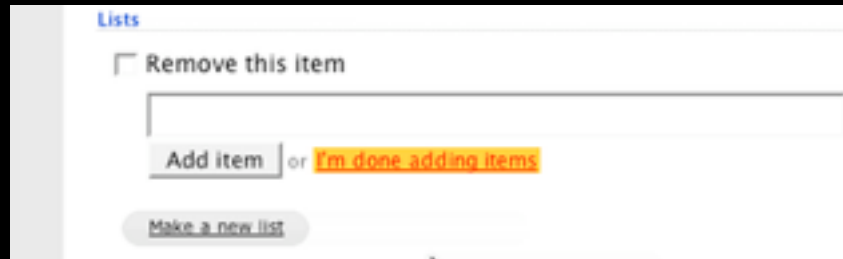 Lists
Remove this item
Add item or I'm done adding items
Make a new list